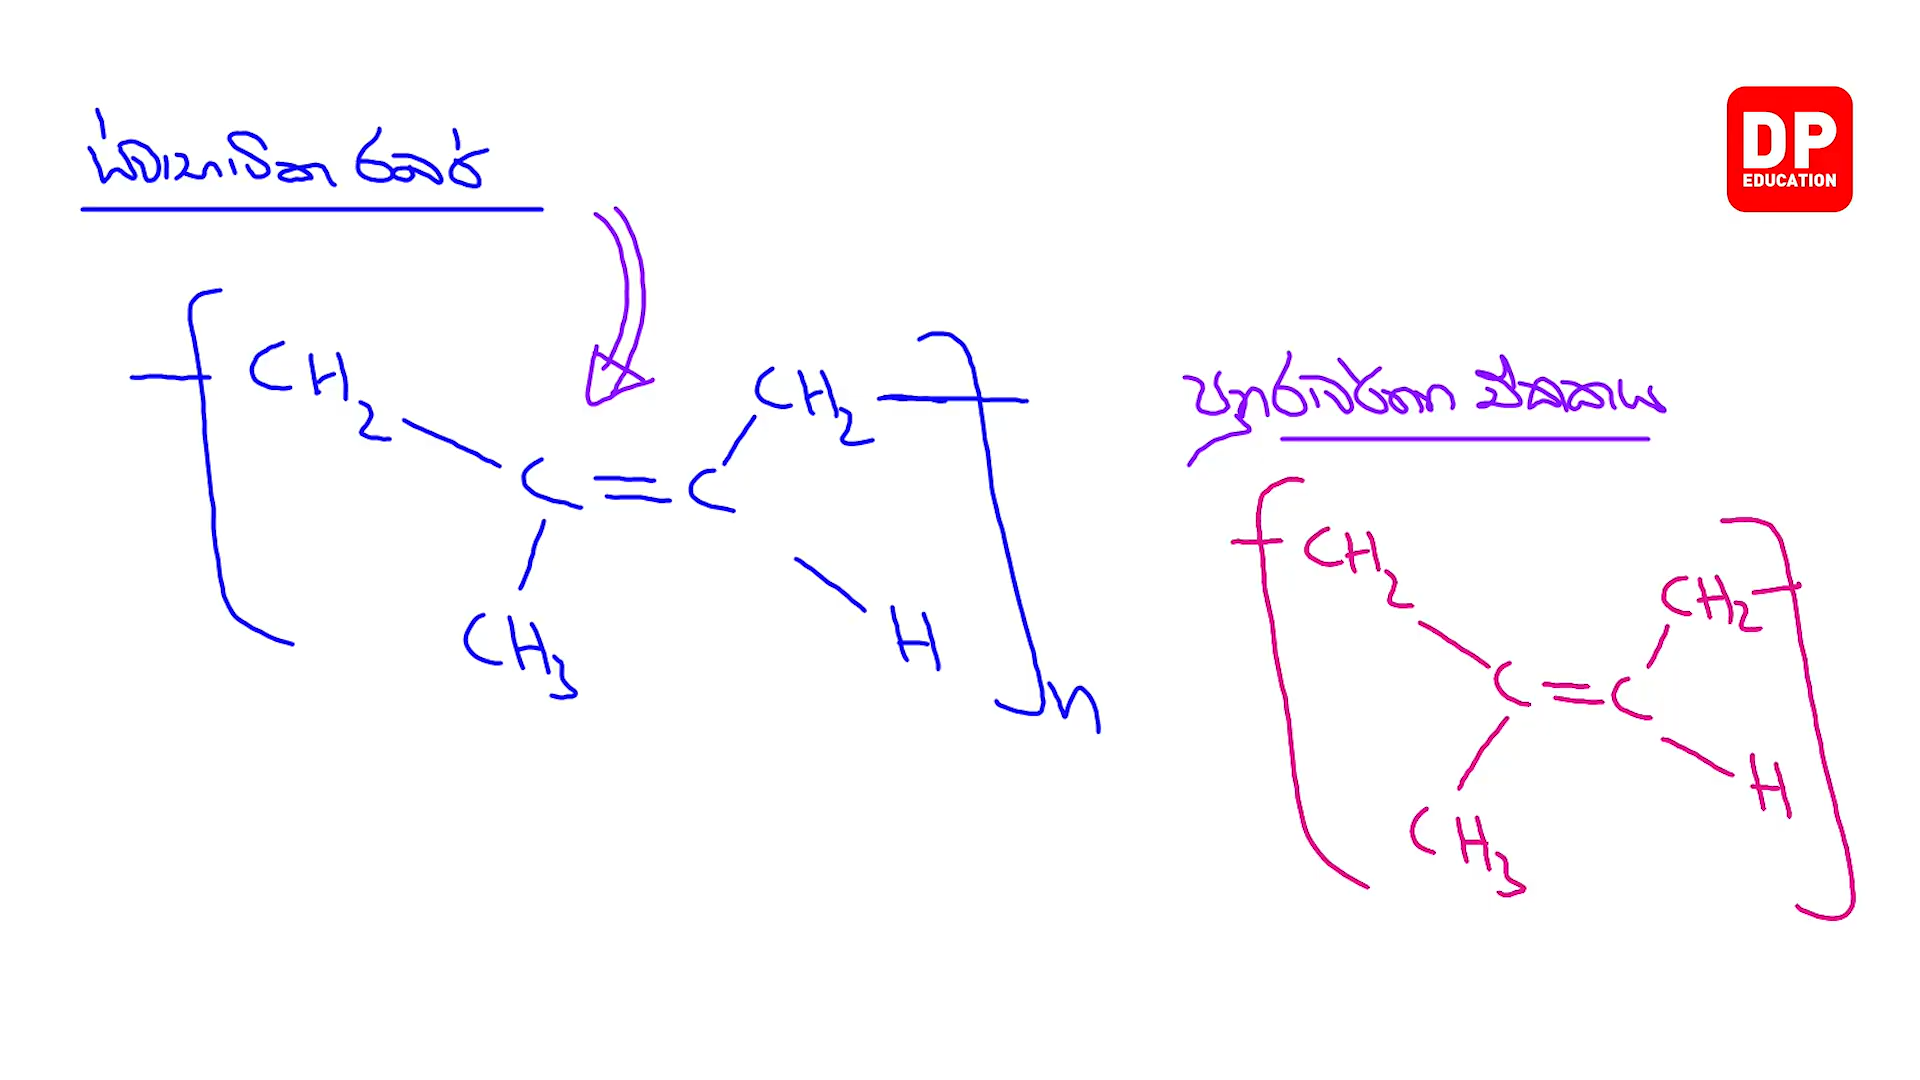 ස්වාභාවික රබර්
[
CH2
CH2
C = C
CH3
H
]n
පුනරාවර්තන ඒකකය
[
CH2
CH2
C = C
CH3
H
]
DP
EDUCATION